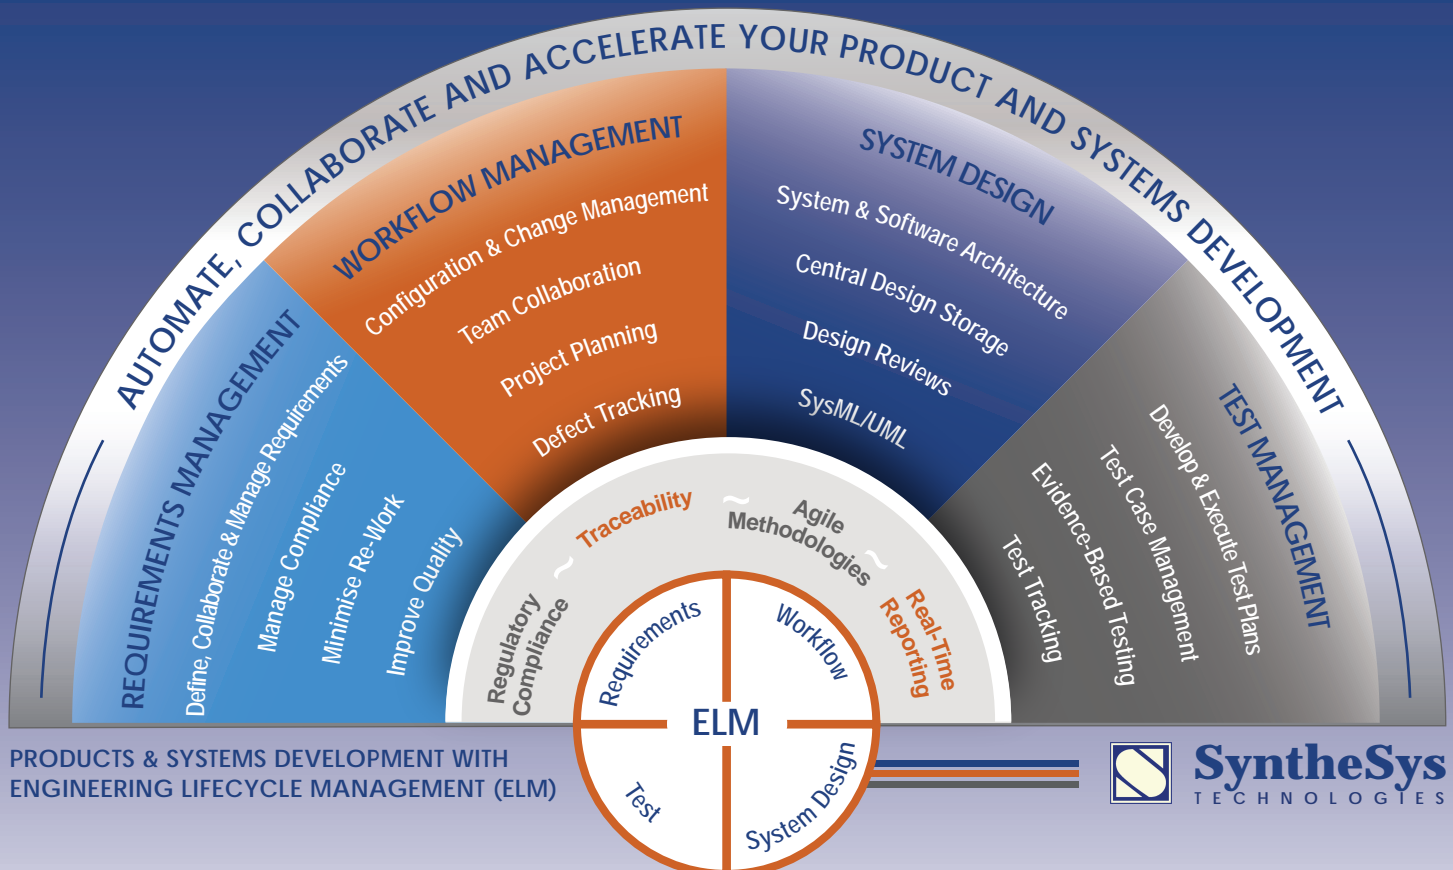 AUTOMATE, COLLABORATE AND ACCELERATE YOUR PRODUCT AND SYSTEMS DEVELOPMENT
REQUIREMENTS MANAGEMENT
Define, Collaborate & Manage Requirements
Manage Compliance
Minimise Re-Work
Improve Quality
WORKFLOW MANAGEMENT
Configuration & Change Management
Team Collaboration
Project Planning
Defect Tracking
SYSTEM DESIGN
System & Software Architecture
Central Design Storage
Design Reviews
SysML/UML
TEST MANAGEMENT
Develop & Execute Test Plans
Test Case Management
Evidence-Based Testing
Test Tracking
Regulatory
Compliance
~
Traceability
~
Agile
Methodologies
~
Real-Time
Reporting
Requirements
Workflow
ELM
Test
System Design
PRODUCTS & SYSTEMS DEVELOPMENT WITH
ENGINEERING LIFECYCLE MANAGEMENT (ELM)
SyntheSys
TECHNOLOGIES